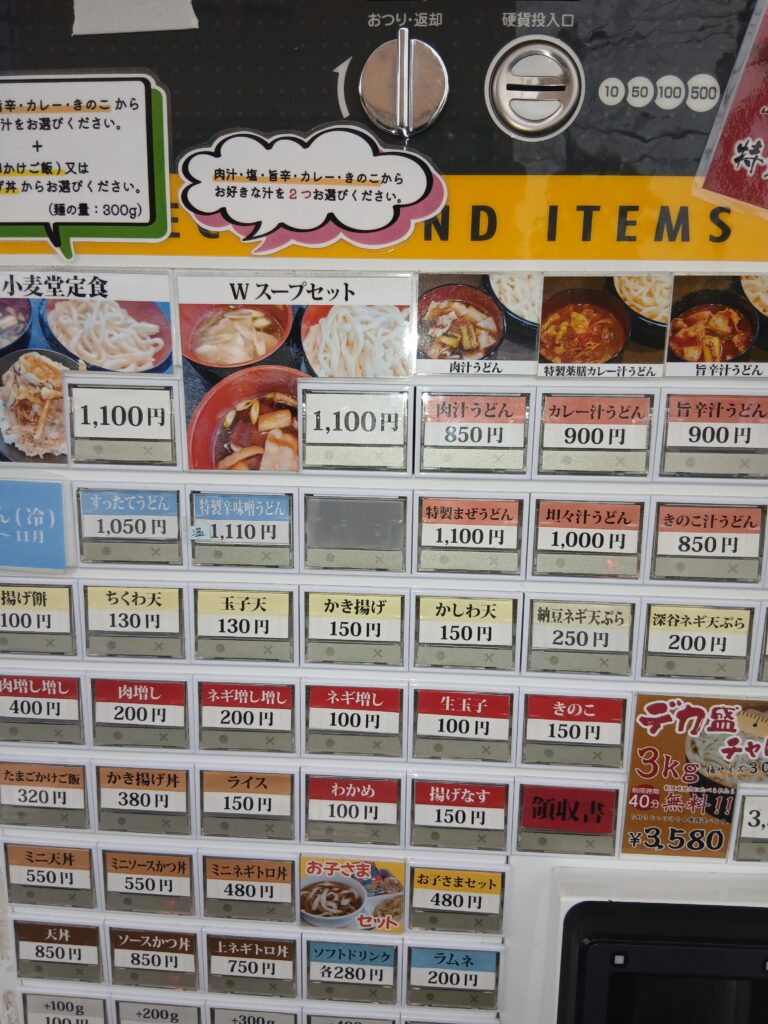 おつり・返却
硬貨投入口
10 50 100 500
旨辛・カレー・きのこ から
汁をお選びください。
+
かけご飯)又は
丼 からお選びください。
(麺の量：300g)
肉汁・塩・旨辛・カレー・きのこから
お好きな汁を2つお選びください。
ND ITEMS
小麦堂定食
Wスープセット
肉汁うどん
特製薬膳カレー汁うどん
旨辛汁うどん
1,100円
1,100円
肉汁うどん
850円
カレー汁うどん
900円
旨辛汁うどん
900円
ん(冷)
～11月
すったてうどん
1,050円
特製辛味噌うどん
1,110円
特製まぜうどん
1,100円
坦々汁うどん
1,000円
きのこ汁うどん
850円
揚げ餅
100円
ちくわ天
130円
玉子天
130円
かき揚げ
150円
かしわ天
150円
納豆ネギ天ぷら
250円
深谷ネギ天ぷら
200円
肉増し増し
400円
肉増し
200円
ネギ増し増し
200円
ネギ増し
100円
生玉子
100円
きのこ
150円
デカ盛
チャレ
3kg
40分
無料!!
¥3,580
たまごかけご飯
320円
かき揚げ丼
380円
ライス
150円
わかめ
100円
揚げなす
150円
領収書
ミニ天丼
550円
ミニソースかつ丼
550円
ミニネギトロ丼
480円
お子さま
セット
お子さまセット
480円
天丼
850円
ソースかつ丼
850円
上ネギトロ丼
750円
ソフトドリンク
各280円
ラムネ
200円
+100g
100円
+200g
+300g